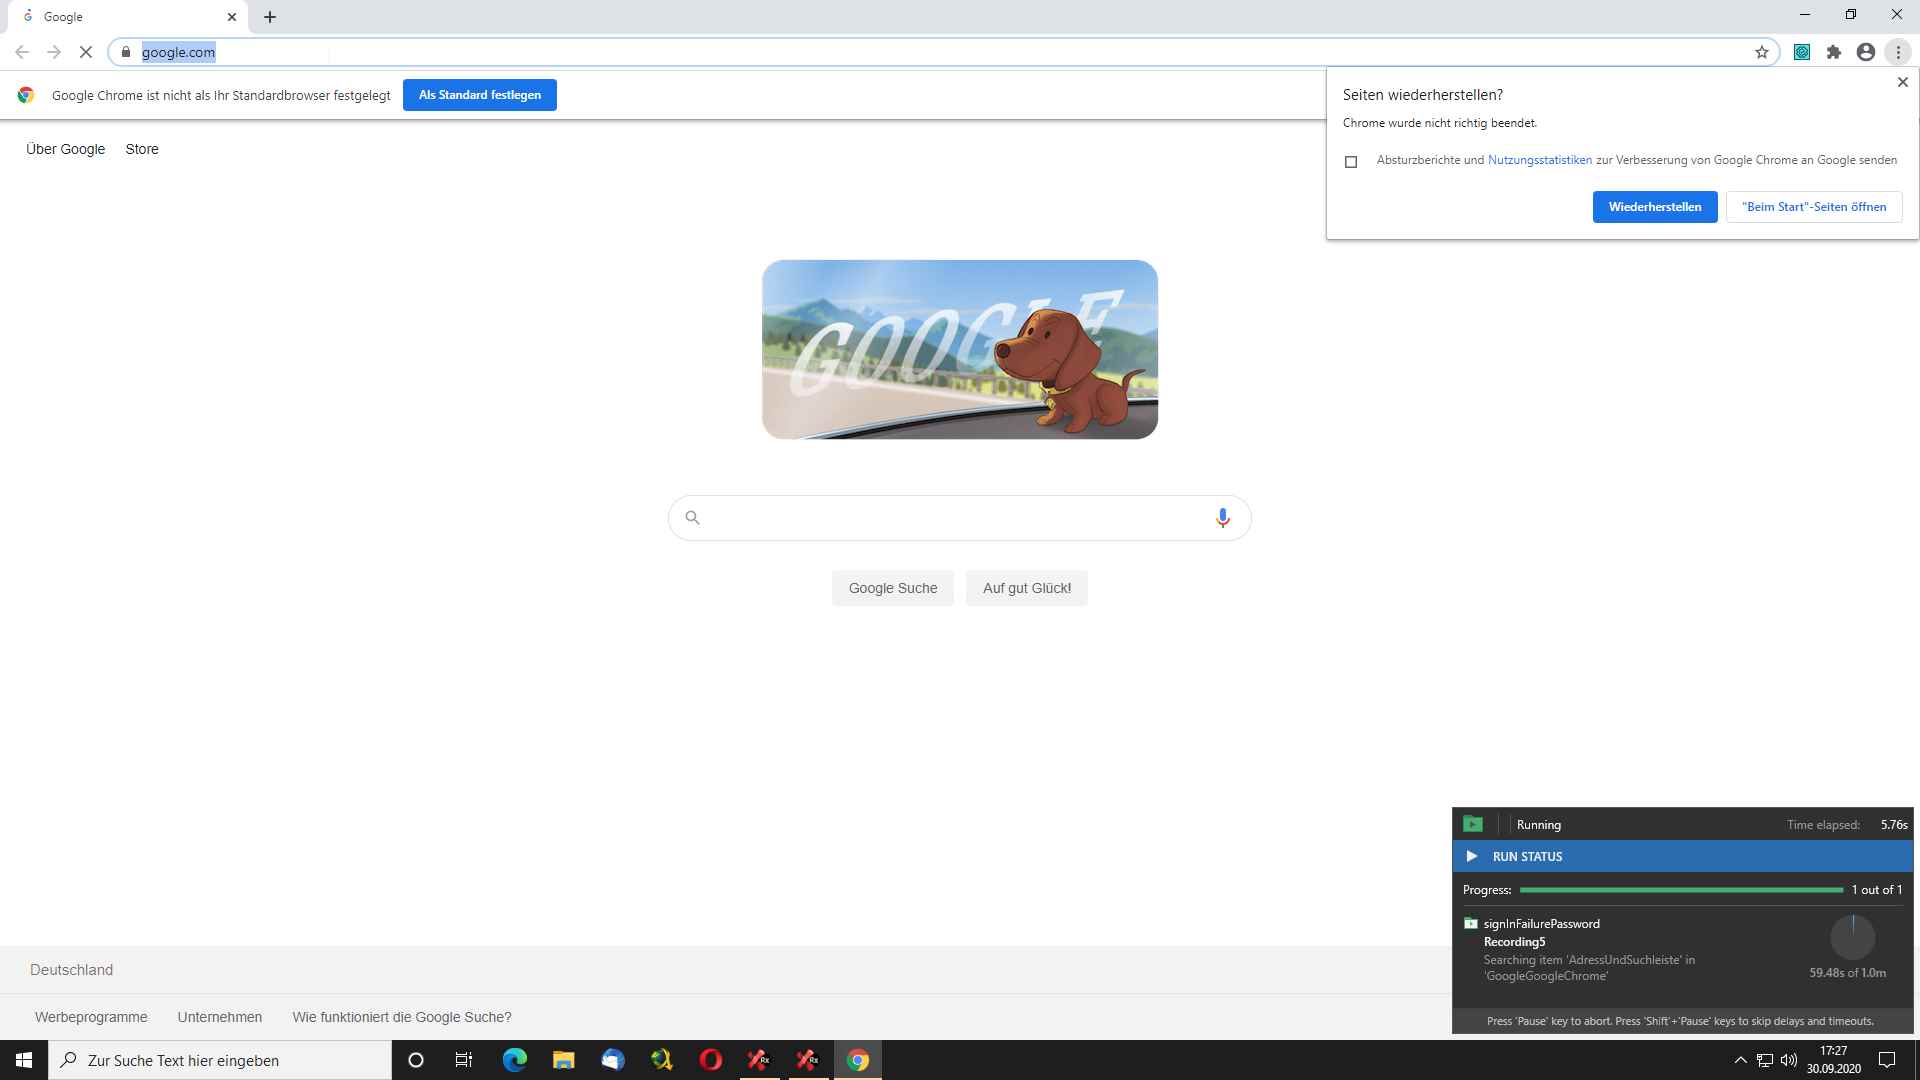 Google
google.com
Google Chrome ist nicht als Ihr Standardbrowser festgelegt
Als Standard festlegen
Seiten wiederherstellen?
Chrome wurde nicht richtig beendet.
Absturzberichte und Nutzungsstatistiken zur Verbesserung von Google Chrome an Google senden
Wiederherstellen
"Beim Start"-Seiten öffnen
Über Google
Store
GOOGLE
Google Suche
Auf gut Glück!
Running
Time elapsed: 5.76s
RUN STATUS
Progress: 1 out of 1
signInFailurePassword
Recording5
Searching item 'AdressUndSuchleiste' in
'GoogleGoogleChrome'
59.48s of 1.0m
Press 'Pause' key to abort. Press 'Shift'+'Pause' keys to skip delays and timeouts.
Deutschland
Werbeprogramme
Unternehmen
Wie funktioniert die Google Suche?
Zur Suche Text hier eingeben
Rx
Rx
17:27
30.09.2020